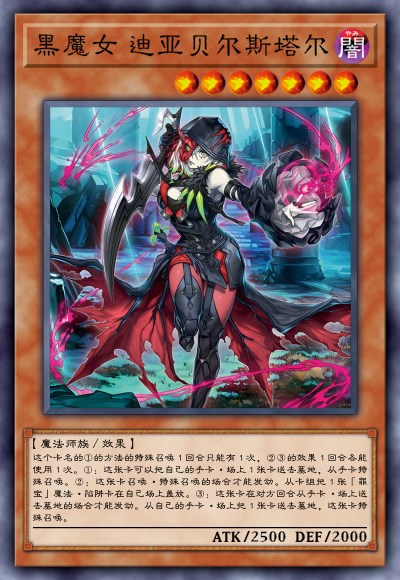 黑魔女 迪亚贝尔斯塔尔
やみ
闇
【魔法师族／效果】
这个卡名的①的方法的特殊召唤1回合只能有1次，②③的效果1回合各能
使用1次。①：这张卡可以把自己的手卡·场上1张卡送去墓地，从手卡特
殊召唤。②：这张卡召唤·特殊召唤的场合才能发动。从卡组把1张「罪
宝」魔法·陷阱卡在自己场上盖放。③：这张卡在对方回合从手卡·场上送
去墓地的场合才能发动。从自己的手卡·场上把1张卡送去墓地，这张卡特
殊召唤。
ATK/2500 DEF/2000